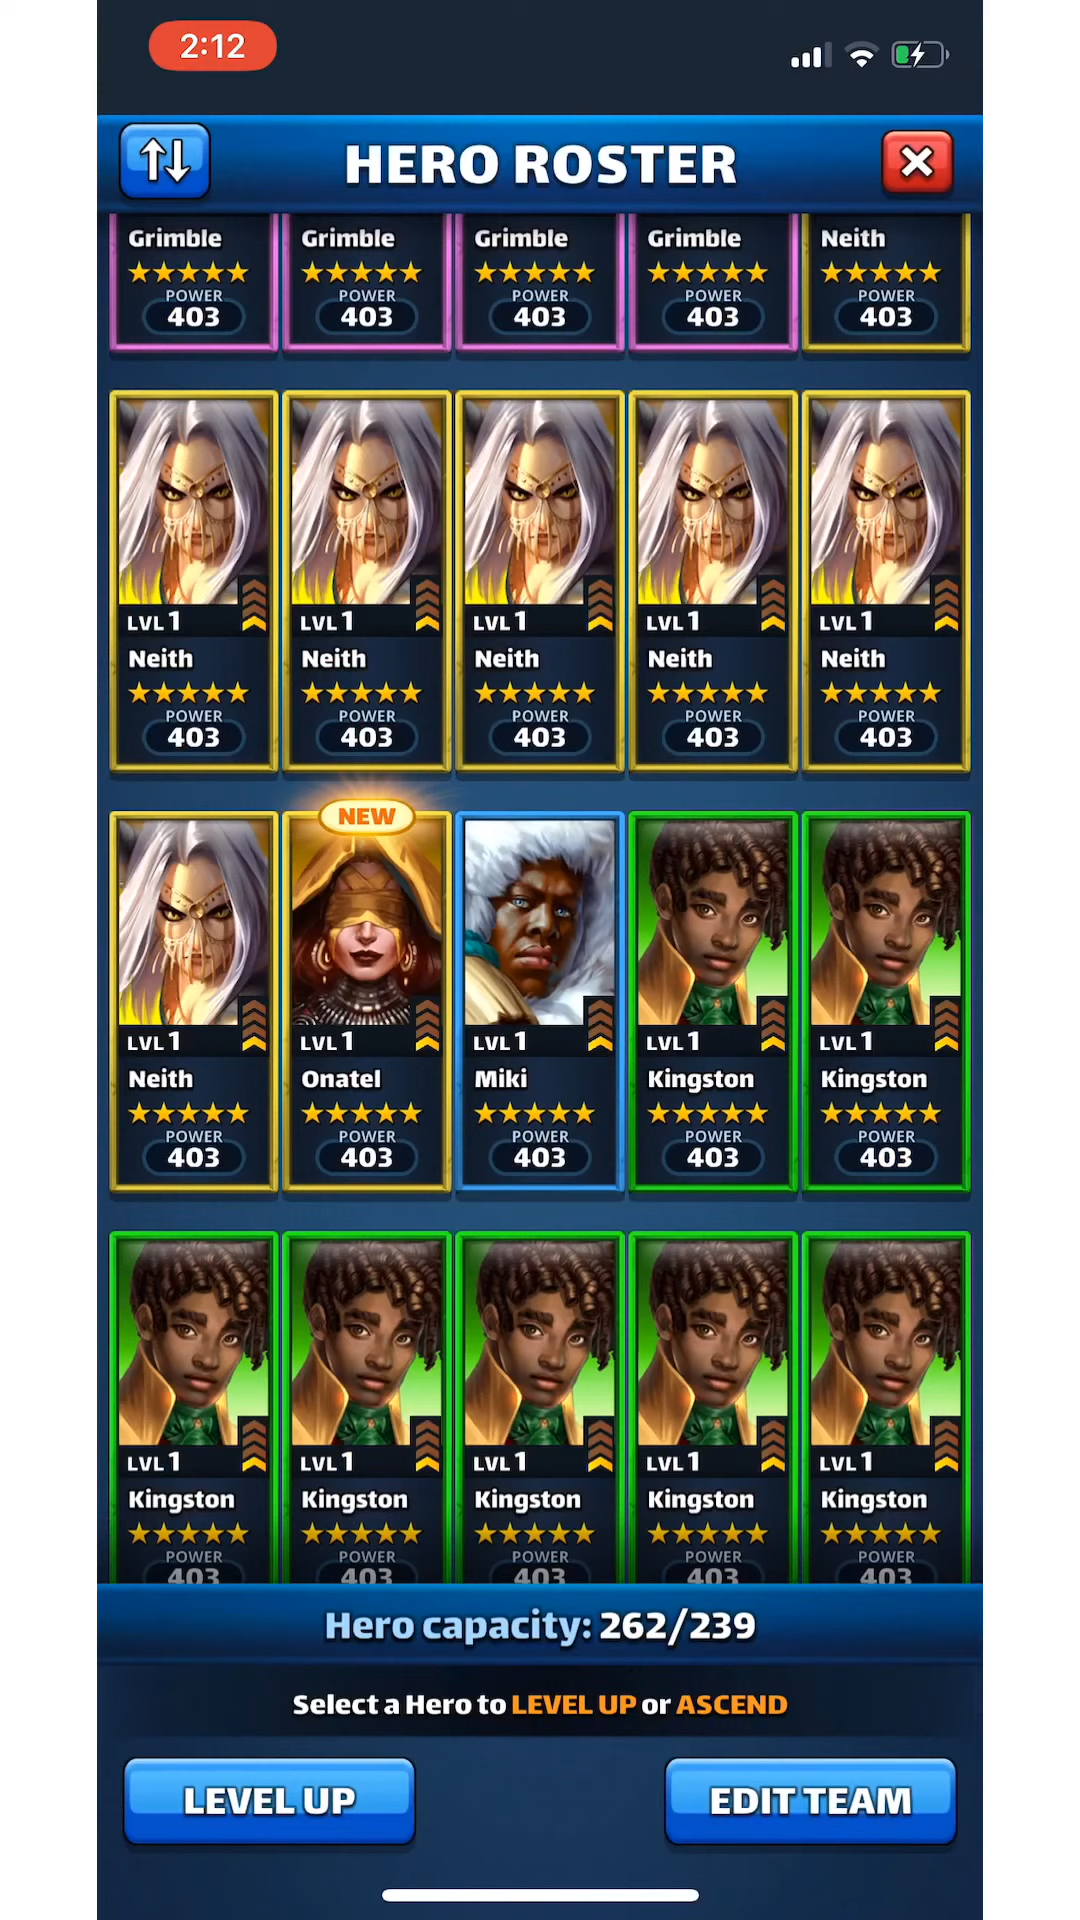 2:12
HERO ROSTER
Grimble Grimble Grimble Grimble Neith
POWER POWER POWER POWER POWER
403 403 403 403 403
LVL 1 LVL 1 LVL 1 LVL 1 LVL 1
Neith Neith Neith Neith Neith
POWER POWER POWER POWER POWER
403 403 403 403 403
NEW
LVL 1 LVL 1 LVL 1 LVL 1 LVL 1
Neith Onatel Miki Kingston Kingston
POWER POWER POWER POWER POWER
403 403 403 403 403
LVL 1 LVL 1 LVL 1 LVL 1 LVL 1
Kingston Kingston Kingston Kingston Kingston
POWER POWER POWER POWER POWER
403 403 403 403 403
Hero capacity: 262/239
Select a Hero to LEVEL UP or ASCEND
LEVEL UP EDIT TEAM